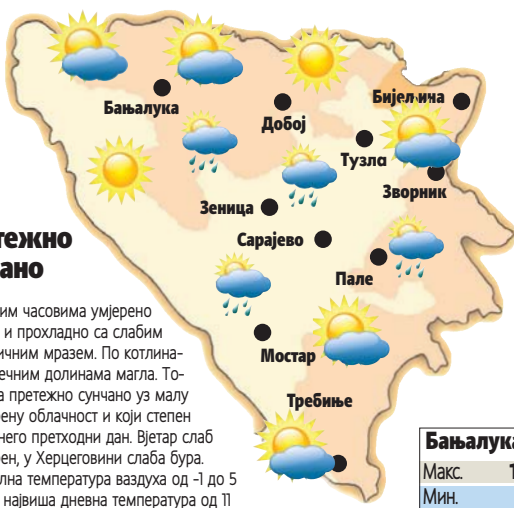 Бањалука
Добој
Бијељина
Тузла
Зворник
Зеница
Сарајево
Пале
Мостар
Требиње
тежно
ано
им часовима умјерено
и прохладно са слабим
ичним мразем. По котлина-
ечним долинама магла. То-
а претежно сунчано уз малу
ену облачност и који степен
него претходни дан. Вјетар слаб
ен, у Херцеговини слаба бура.
лна температура ваздуха од -1 до 5
највиша дневна температура од 11
Бањалука
Макс. 1
Мин.